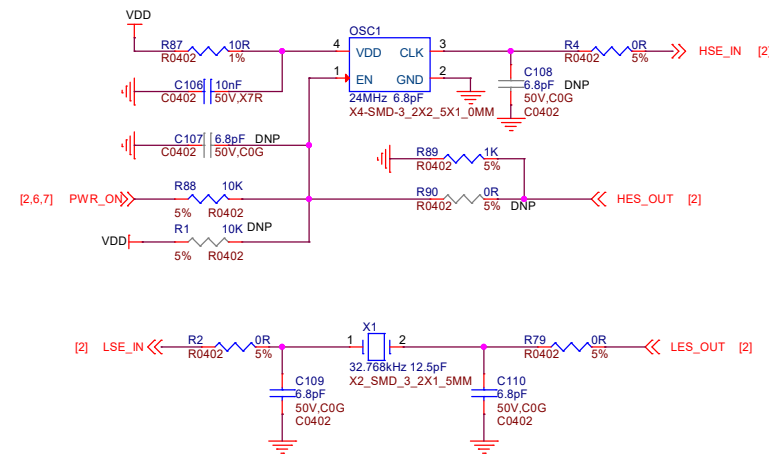 VDD
R87 10R
R0402 1%
C106 10nF
C0402 50V,X7R
OSC1
4 VDD CLK 3
1 EN GND 2
24MHz 6.8pF
X4-SMD-3_2X2_5X1_0MM
R4 0R
R0402 5%
HSE_IN [2]
C108
6.8pF DNP
50V,C0G
C0402
C107 6.8pF DNP
C0402 50V,C0G
R89 1K
R0402 5%
[2,6,7] PWR_ON
R88 10K
5% R0402
R90 0R
R0402 5% DNP
HES_OUT [2]
VDD
R1 10K DNP
5% R0402
[2] LSE_IN
R2 0R
R0402 5%
X1
1 2
32.768kHz 12.5pF
X2_SMD_3_2X1_5MM
R79 0R
R0402 5%
LES_OUT [2]
C109
6.8pF
50V,C0G
C0402
C110
6.8pF
50V,C0G
C0402